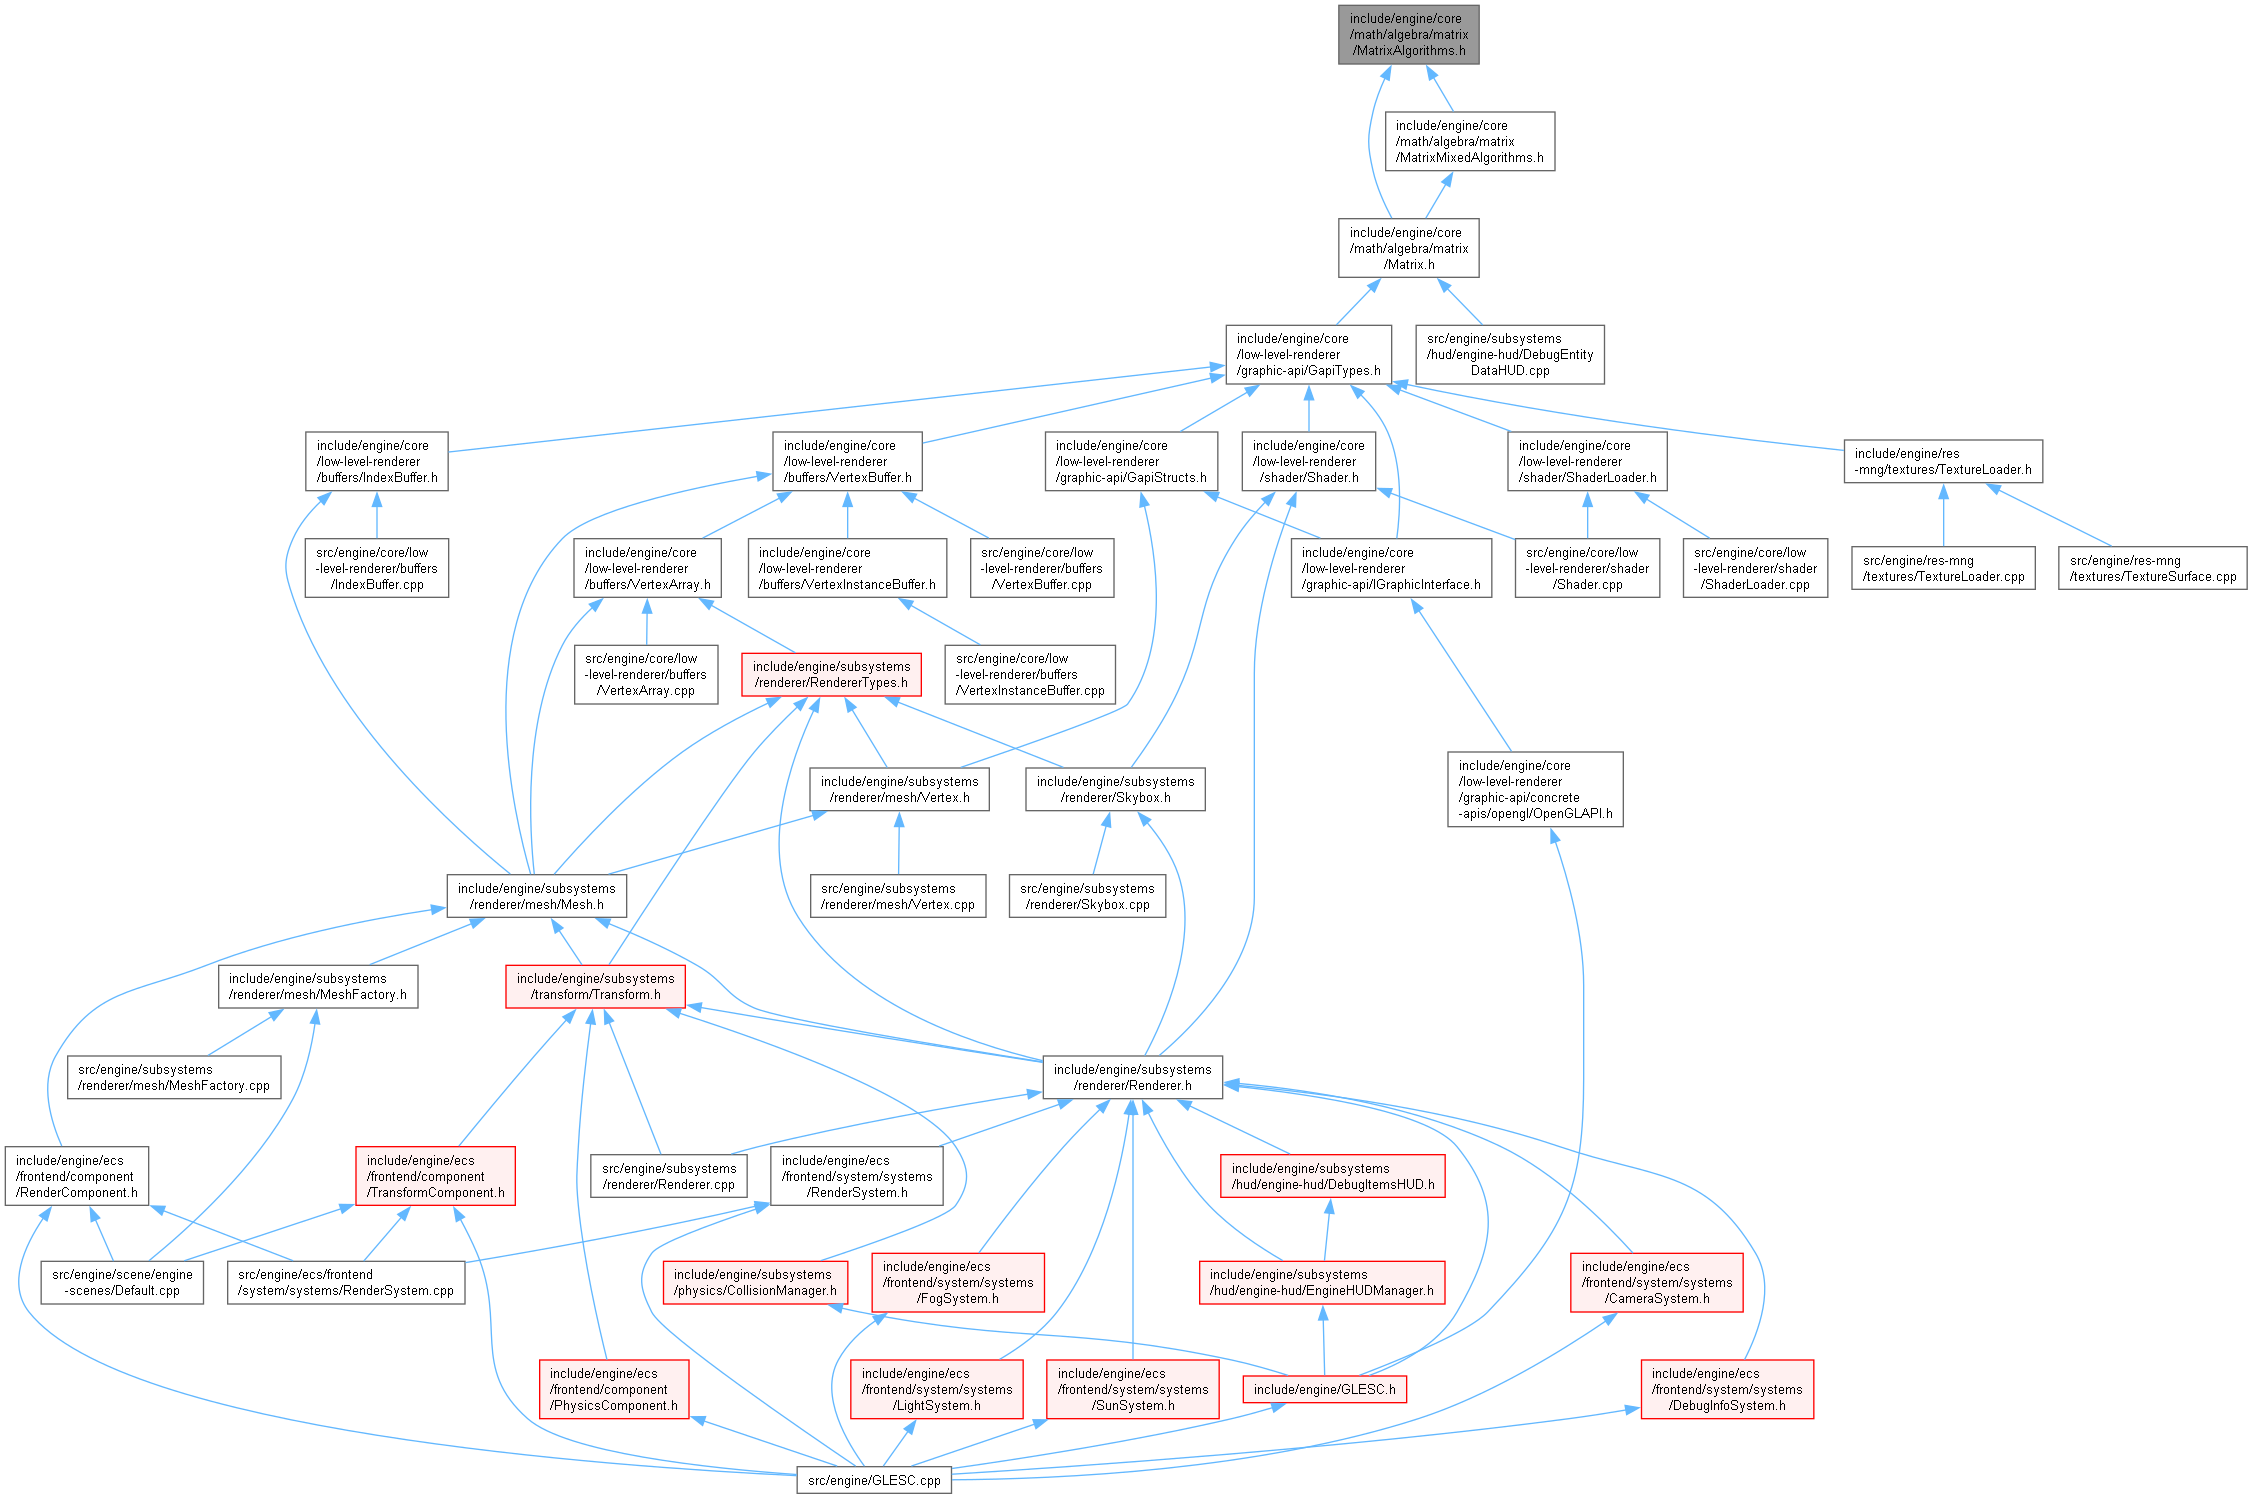 include/engine/core
/math/algebra/matrix
/MatrixAlgorithms.h
include/engine/core
/math/algebra/matrix
/MatrixMixedAlgorithms.h
include/engine/core
/math/algebra/matrix
/Matrix.h
include/engine/core
/low-level-renderer
/graphic-api/GapiTypes.h
src/engine/subsystems
/hud/engine-hud/DebugEntity
DataHUD.cpp
include/engine/core
/low-level-renderer
/buffers/IndexBuffer.h
include/engine/core
/low-level-renderer
/buffers/VertexBuffer.h
include/engine/core
/low-level-renderer
/graphic-api/GapiStructs.h
include/engine/core
/low-level-renderer
/shader/Shader.h
include/engine/core
/low-level-renderer
/shader/ShaderLoader.h
include/engine/res
-mng/textures/TextureLoader.h
src/engine/core/low
-level-renderer/buffers
/IndexBuffer.cpp
include/engine/core
/low-level-renderer
/buffers/VertexArray.h
include/engine/core
/low-level-renderer
/buffers/VertexInstanceBuffer.h
src/engine/core/low
-level-renderer/buffers
/VertexBuffer.cpp
include/engine/core
/low-level-renderer
/graphic-api/IGraphicInterface.h
src/engine/core/low
-level-renderer/shader
/Shader.cpp
src/engine/core/low
-level-renderer/shader
/ShaderLoader.cpp
src/engine/res-mng
/textures/TextureLoader.cpp
src/engine/res-mng
/textures/TextureSurface.cpp
src/engine/core/low
-level-renderer/buffers
/VertexArray.cpp
include/engine/subsystems
/renderer/RendererTypes.h
src/engine/core/low
-level-renderer/buffers
/VertexInstanceBuffer.cpp
include/engine/subsystems
/renderer/mesh/Vertex.h
include/engine/subsystems
/renderer/Skybox.h
include/engine/core
/low-level-renderer
/graphic-api/concrete
-apis/opengl/OpenGLAPI.h
include/engine/subsystems
/renderer/mesh/Mesh.h
src/engine/subsystems
/renderer/mesh/Vertex.cpp
src/engine/subsystems
/renderer/Skybox.cpp
include/engine/subsystems
/renderer/mesh/MeshFactory.h
include/engine/subsystems
/transform/Transform.h
src/engine/subsystems
/renderer/mesh/MeshFactory.cpp
include/engine/subsystems
/renderer/Renderer.h
include/engine/ecs
/frontend/component
/RenderComponent.h
include/engine/ecs
/frontend/component
/TransformComponent.h
src/engine/subsystems
/renderer/Renderer.cpp
include/engine/ecs
/frontend/system/systems
/RenderSystem.h
include/engine/subsystems
/hud/engine-hud/DebugItemsHUD.h
src/engine/scene/engine
-scenes/Default.cpp
src/engine/ecs/frontend
/system/systems/RenderSystem.cpp
include/engine/subsystems
/physics/CollisionManager.h
include/engine/ecs
/frontend/system/systems
/FogSystem.h
include/engine/subsystems
/hud/engine-hud/EngineHUDManager.h
include/engine/ecs
/frontend/system/systems
/CameraSystem.h
include/engine/ecs
/frontend/component
/PhysicsComponent.h
include/engine/ecs
/frontend/system/systems
/LightSystem.h
include/engine/ecs
/frontend/system/systems
/SunSystem.h
include/engine/GLESC.h
include/engine/ecs
/frontend/system/systems
/DebugInfoSystem.h
src/engine/GLESC.cpp